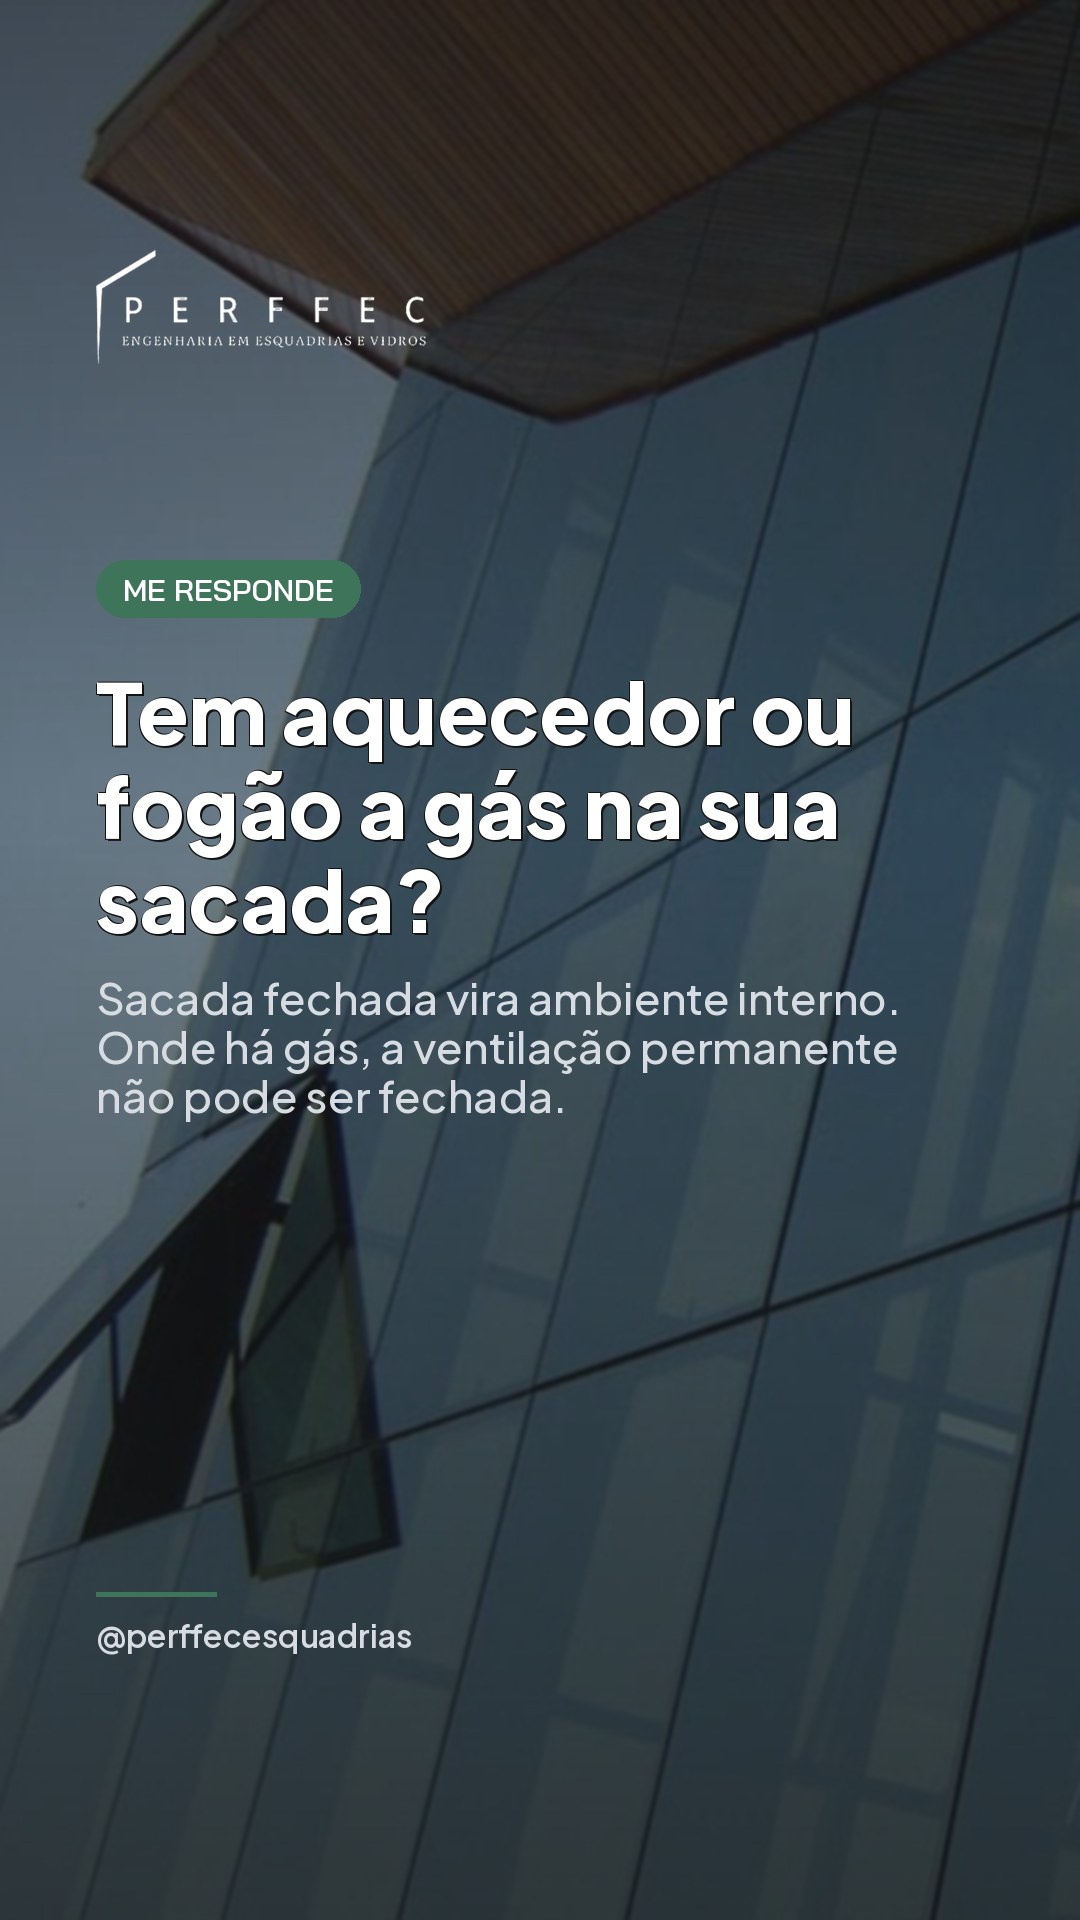 PERFFEC
ENGENHARIA EM ESQUADRIAS E VIDROS
ME RESPONDE
Tem aquecedor ou
fogão a gás na sua
sacada?
Sacada fechada vira ambiente interno.
Onde há gás, a ventilação permanente
não pode ser fechada.
@perffecesquadrias